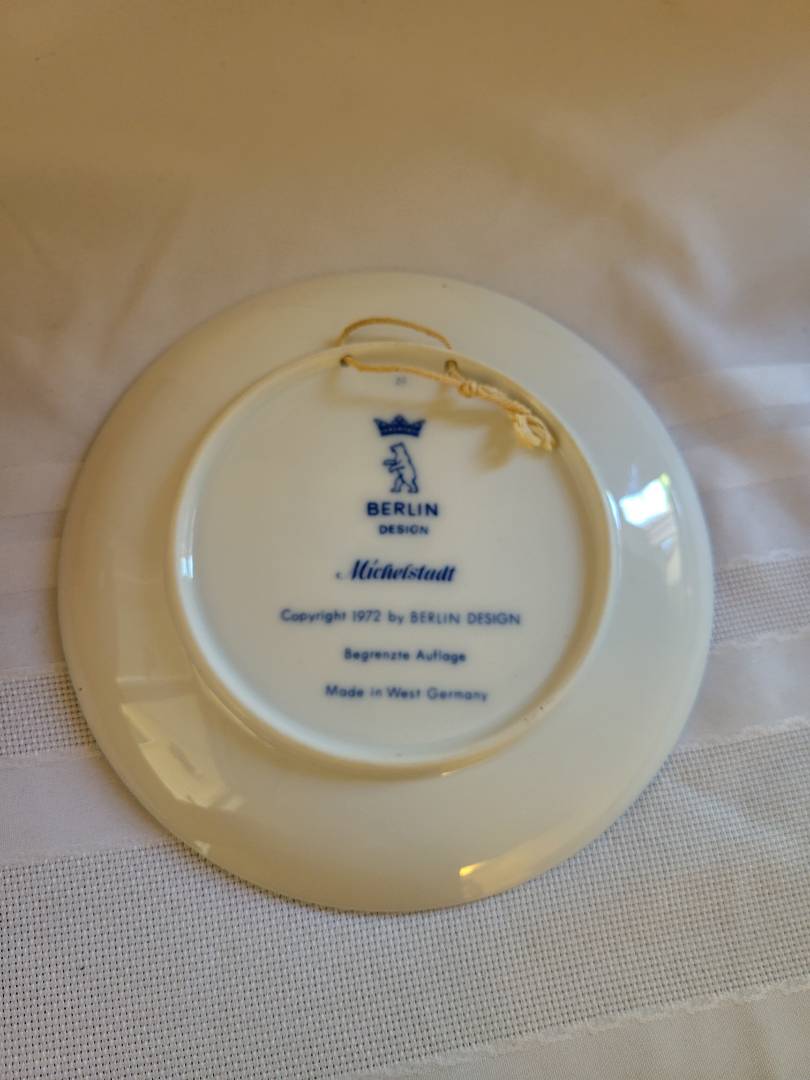 BERLIN
DESIGN
Michelstadt
Copyright 1972 by BERLIN DESIGN
Begrenzte Auflage
Made in West Germany